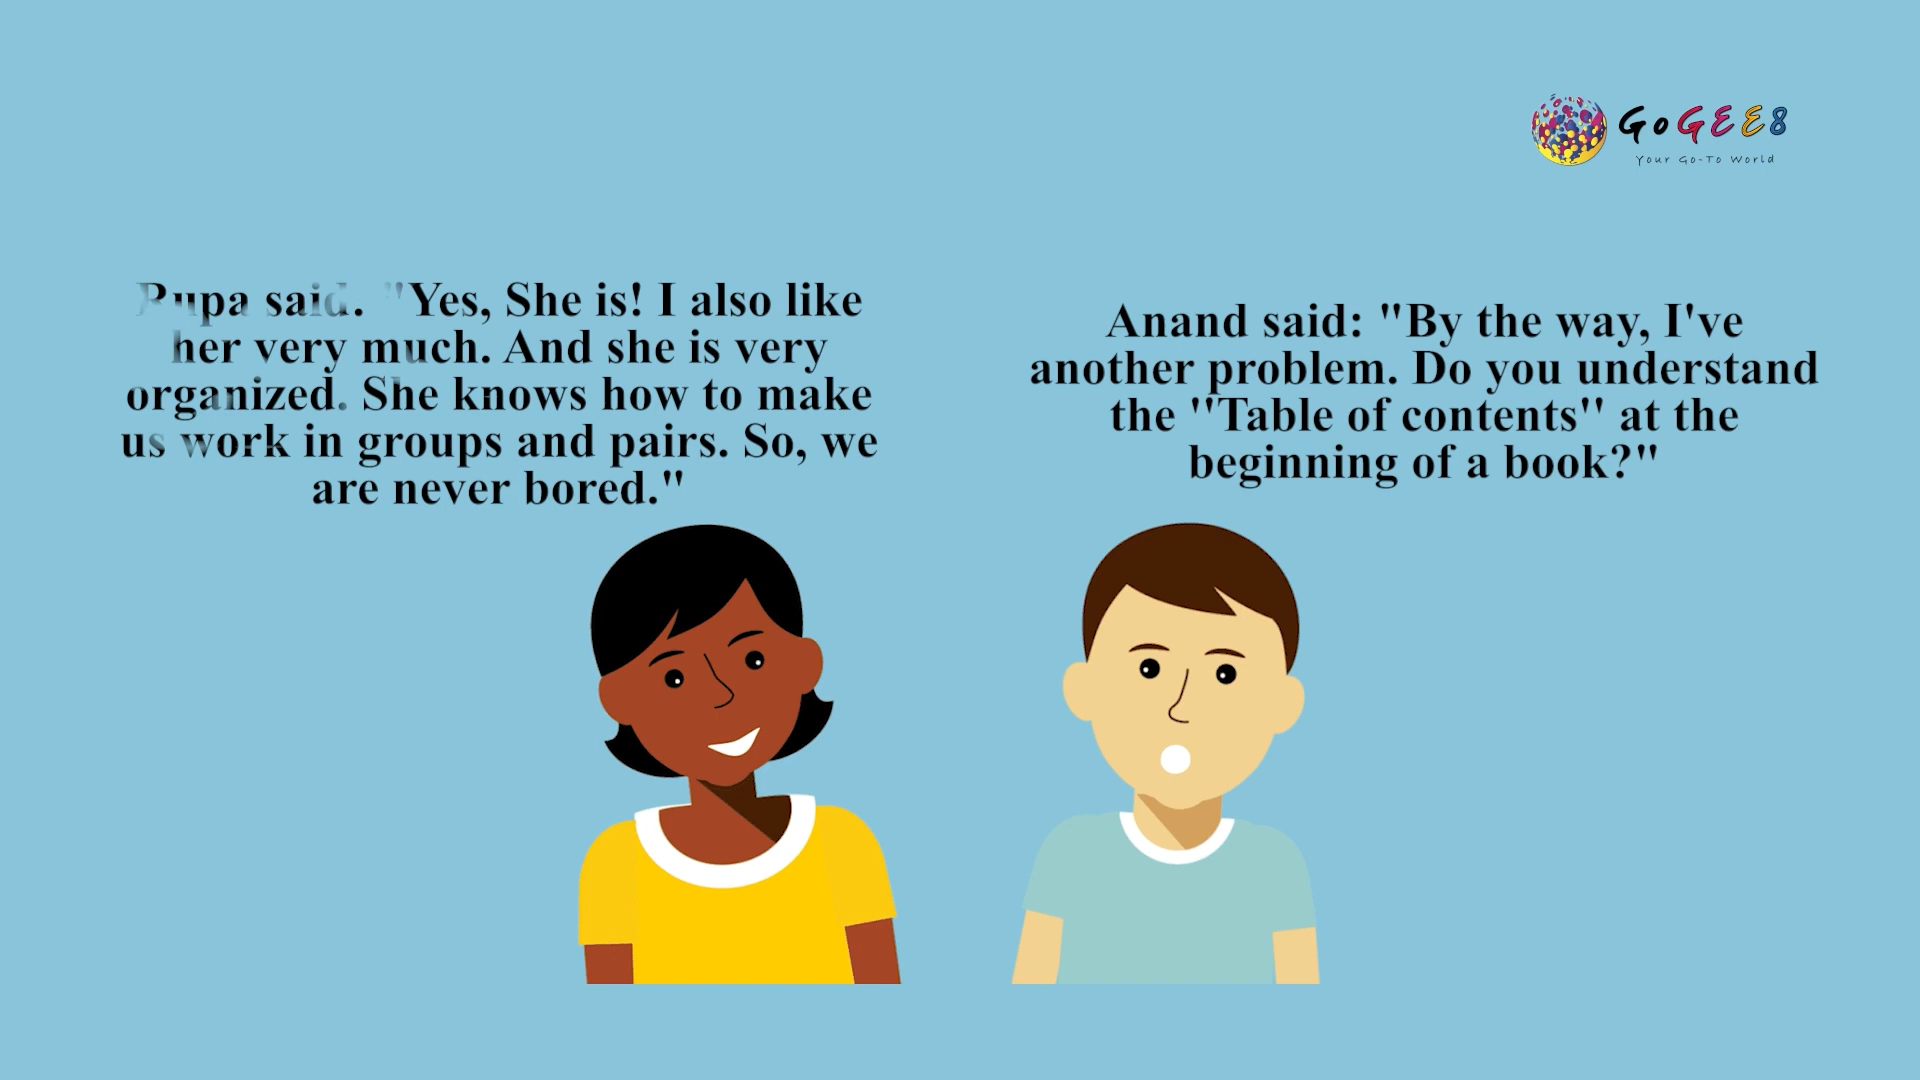 GoGEE8
Your Go-To World
Rupa said. "Yes, She is! I also like
her very much. And she is very
organized. She knows how to make
us work in groups and pairs. So, we
are never bored."
Anand said: "By the way, I've
another problem. Do you understand
the "Table of contents" at the
beginning of a book?"